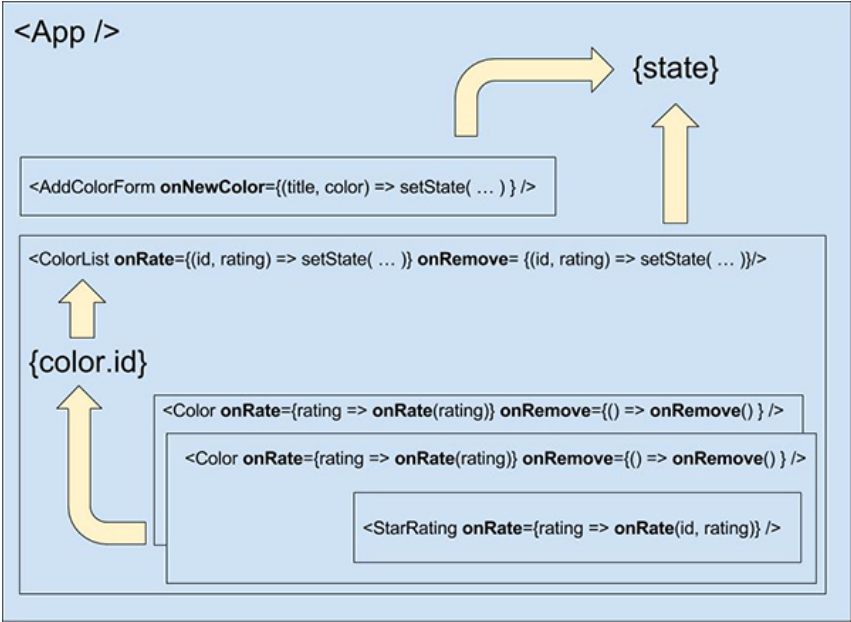 <App />
{state}
<AddColorForm onNewColor={(title, color) => setState( … ) } />
<ColorList onRate={(id, rating) => setState( … )} onRemove= {(id, rating) => setState( … )}/>
{color.id}
<Color onRate={rating => onRate(rating)} onRemove={() => onRemove() } />
<Color onRate={rating => onRate(rating)} onRemove={() => onRemove() } />
<StarRating onRate={rating => onRate(id, rating)} />